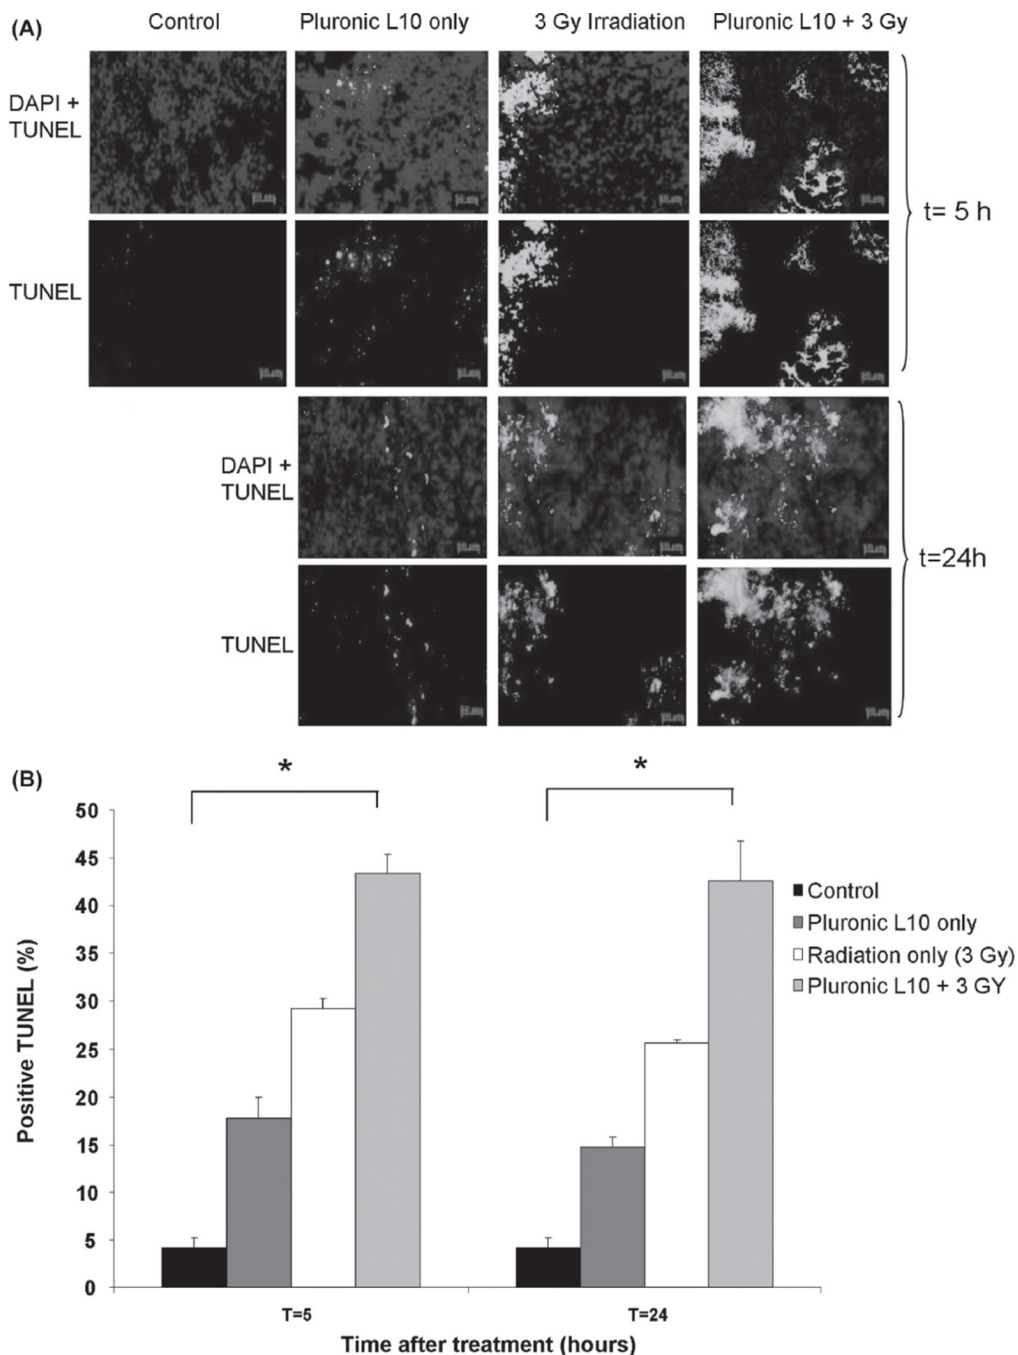 (A)
Control
Pluronic L10 only
3 Gy Irradiation
Pluronic L10 + 3 Gy
DAPI +
TUNEL
TUNEL
t= 5 h
DAPI +
TUNEL
TUNEL
t=24h
(B)
*
*
50
45
40
35
30
25
20
15
10
5
0
Positive TUNEL (%)
Control
Pluronic L10 only
Radiation only (3 Gy)
Pluronic L10 + 3 GY
T=5
T=24
Time after treatment (hours)